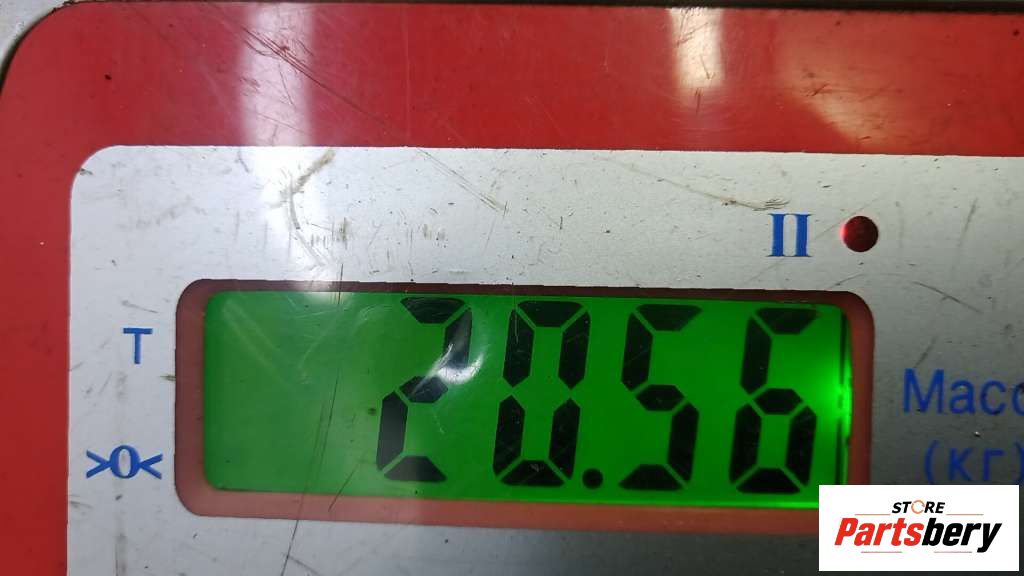 II
T
20.56
>0<
Масс
(кг)
STORE
Partsbery